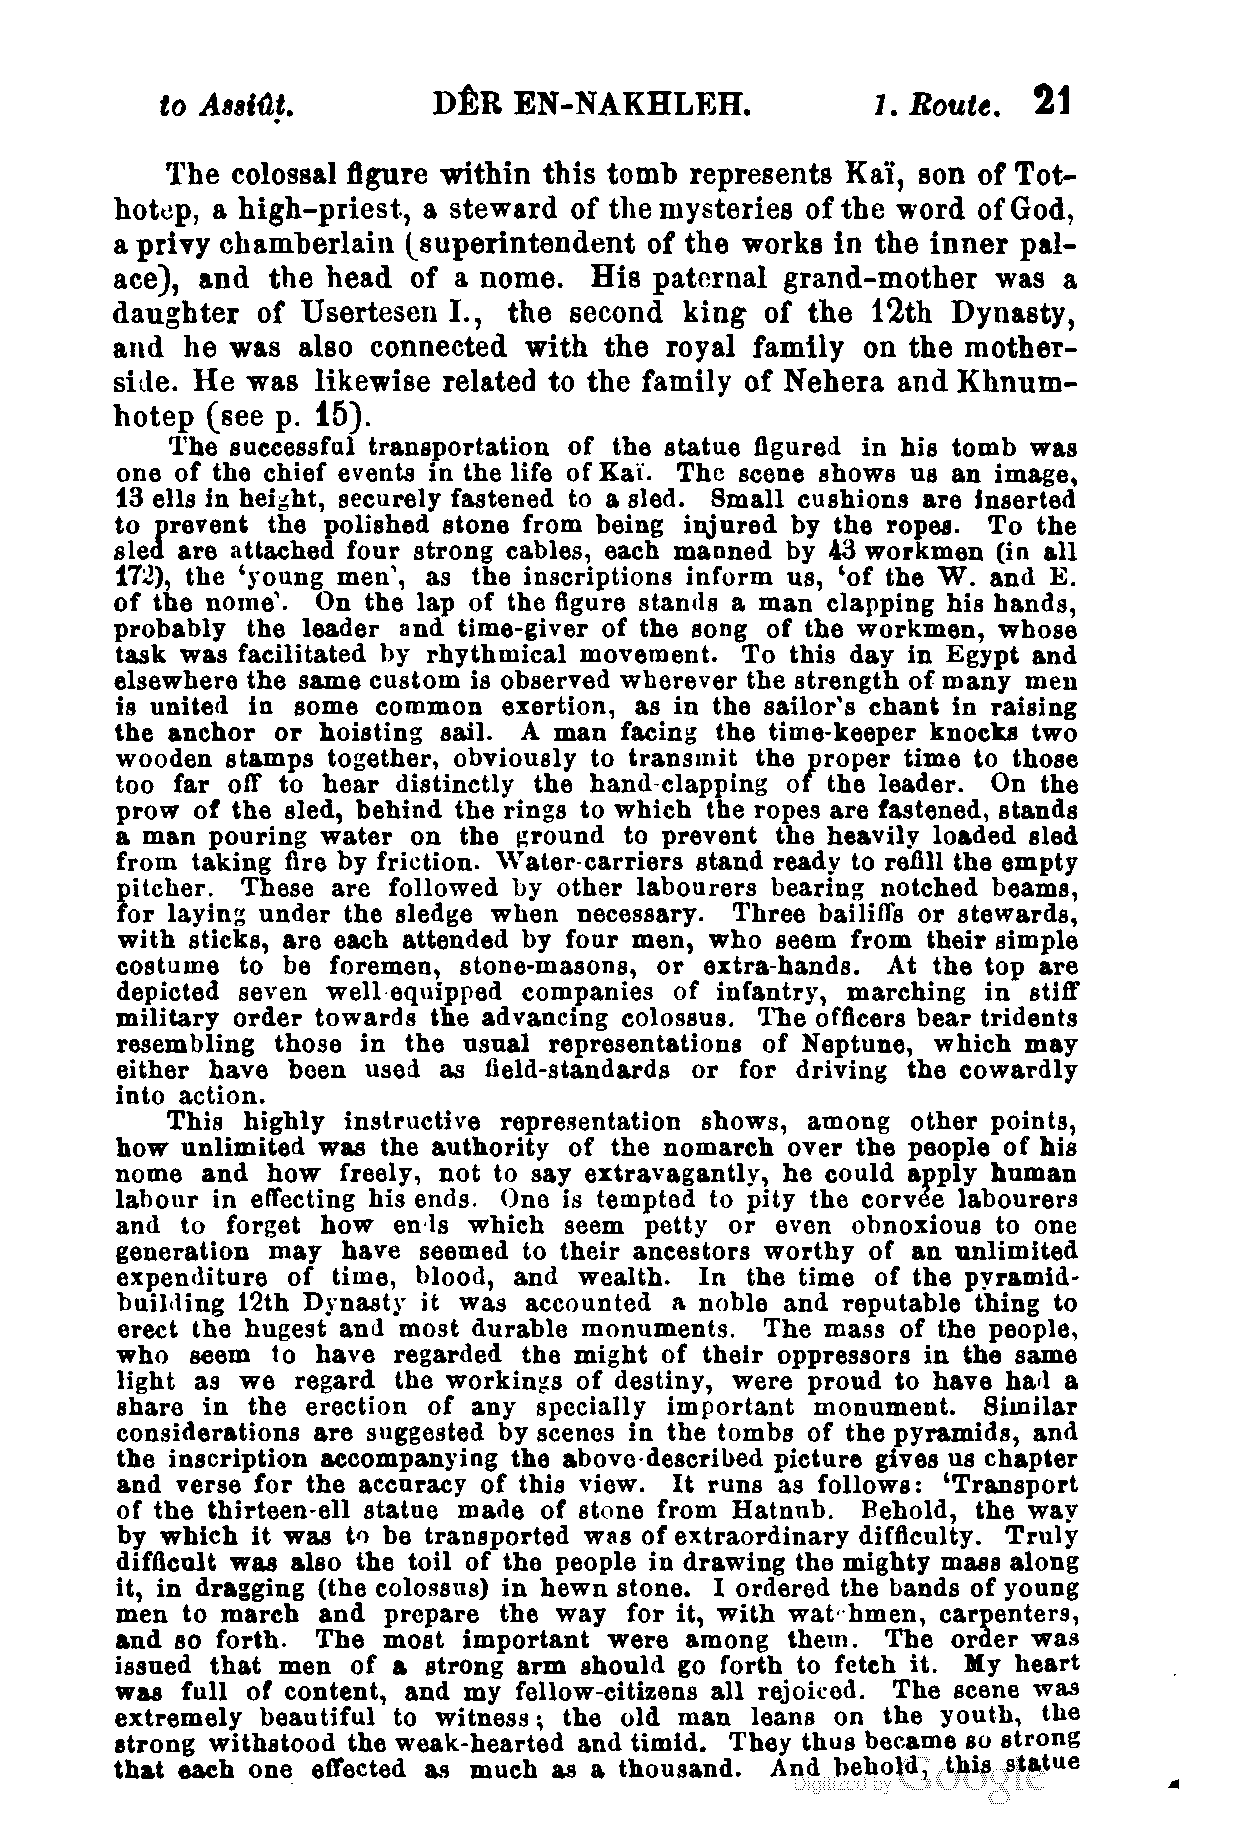 to Assiûṭ. DÊR EN-NAKHLEH. 1. Route. 21
The colossal figure within this tomb represents Kaï, son of Tot-
hotep, a high-priest, a steward of the mysteries of the word of God,
a privy chamberlain (superintendent of the works in the inner pal-
ace), and the head of a nome. His paternal grand-mother was a
daughter of Usertesen I., the second king of the 12th Dynasty,
and he was also connected with the royal family on the mother-
side. He was likewise related to the family of Nehera and Khnum-
hotep (see p. 15).
The successful transportation of the statue figured in his tomb was
one of the chief events in the life of Kaï. The scene shows us an image,
13 ells in height, securely fastened to a sled. Small cushions are inserted
to prevent the polished stone from being injured by the ropes. To the
sled are attached four strong cables, each manned by 43 workmen (in all
172), the ‘young men’, as the inscriptions inform us, ‘of the W. and E.
of the nome’. On the lap of the figure stands a man clapping his hands,
probably the leader and time-giver of the song of the workmen, whose
task was facilitated by rhythmical movement. To this day in Egypt and
elsewhere the same custom is observed wherever the strength of many men
is united in some common exertion, as in the sailor's chant in raising
the anchor or hoisting sail. A man facing the time-keeper knocks two
wooden stamps together, obviously to transmit the proper time to those
too far off to hear distinctly the hand-clapping of the leader. On the
prow of the sled, behind the rings to which the ropes are fastened, stands
a man pouring water on the ground to prevent the heavily loaded sled
from taking fire by friction. Water-carriers stand ready to refill the empty
pitcher. These are followed by other labourers bearing notched beams,
for laying under the sledge when necessary. Three bailiffs or stewards,
with sticks, are each attended by four men, who seem from their simple
costume to be foremen, stone-masons, or extra-hands. At the top are
depicted seven well-equipped companies of infantry, marching in stiff
military order towards the advancing colossus. The officers bear tridents
resembling those in the usual representations of Neptune, which may
either have been used as field-standards or for driving the cowardly
into action.
This highly instructive representation shows, among other points,
how unlimited was the authority of the nomarch over the people of his
nome and how freely, not to say extravagantly, he could apply human
labour in effecting his ends. One is tempted to pity the corvée labourers
and to forget how ends which seem petty or even obnoxious to one
generation may have seemed to their ancestors worthy of an unlimited
expenditure of time, blood, and wealth. In the time of the pyramid-
building 12th Dynasty it was accounted a noble and reputable thing to
erect the hugest and most durable monuments. The mass of the people,
who seem to have regarded the might of their oppressors in the same
light as we regard the workings of destiny, were proud to have had a
share in the erection of any specially important monument. Similar
considerations are suggested by scenes in the tombs of the pyramids, and
the inscription accompanying the above-described picture gives us chapter
and verse for the accuracy of this view. It runs as follows: ‘Transport
of the thirteen-ell statue made of stone from Hatnub. Behold, the way
by which it was to be transported was of extraordinary difficulty. Truly
difficult was also the toil of the people in drawing the mighty mass along
it, in dragging (the colossus) in hewn stone. I ordered the bands of young
men to march and prepare the way for it, with watchmen, carpenters,
and so forth. The most important were among them. The order was
issued that men of a strong arm should go forth to fetch it. My heart
was full of content, and my fellow-citizens all rejoiced. The scene was
extremely beautiful to witness; the old man leans on the youth, the
strong withstood the weak-hearted and timid. They thus became so strong
that each one effected as much as a thousand. And behold, this statue
Digitized by Google